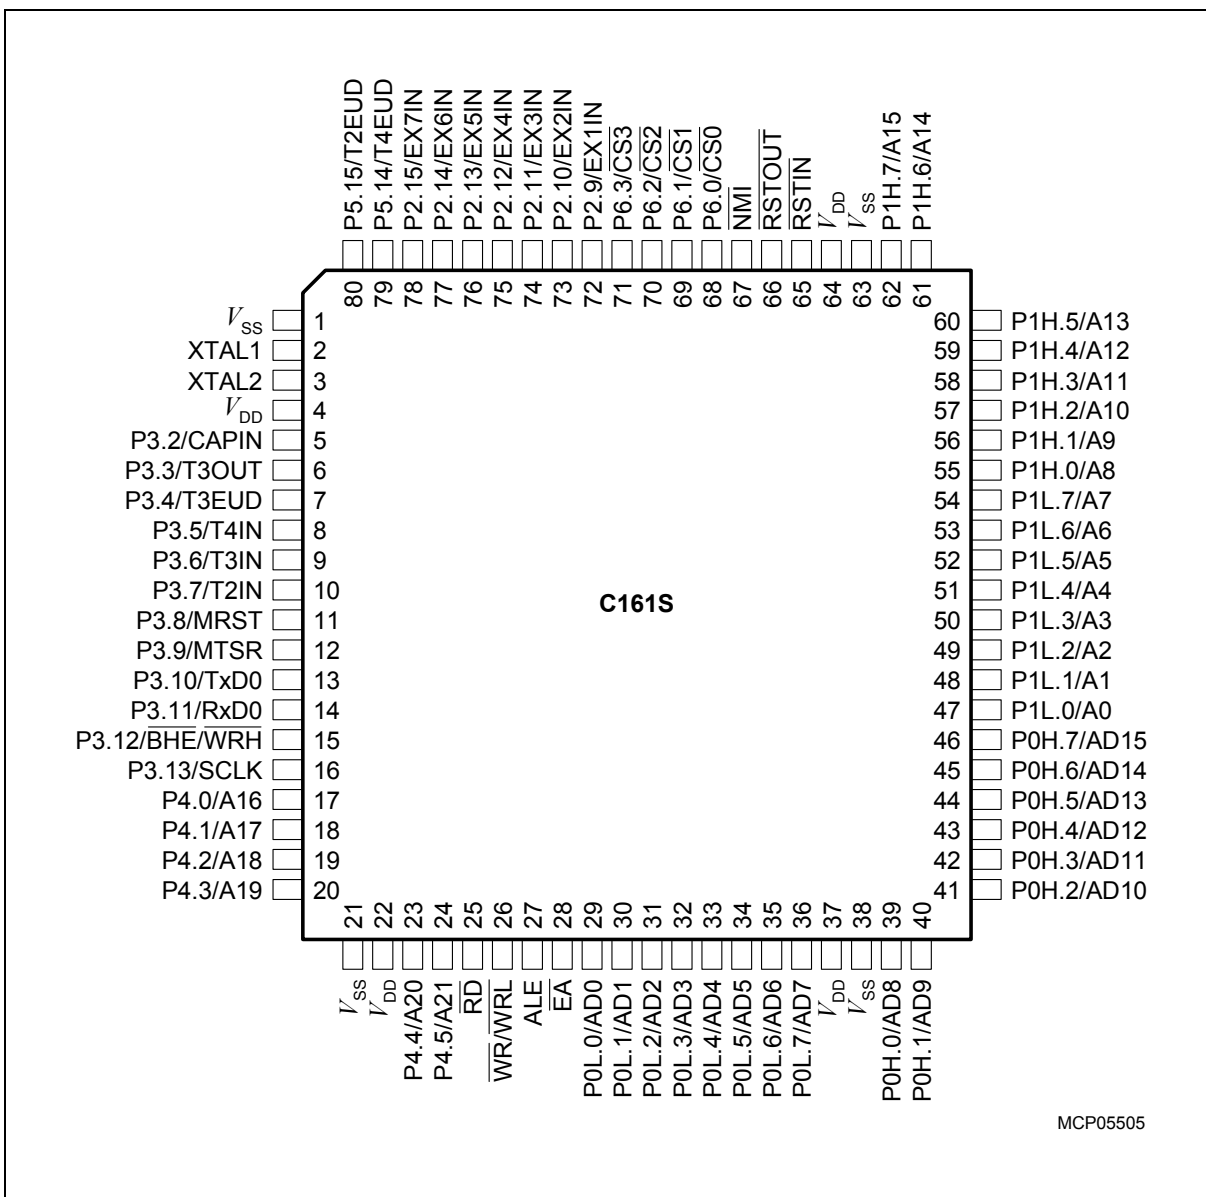 P5.15/T2EUD
P5.14/T4EUD
P2.15/EX7IN
P2.14/EX6IN
P2.13/EX5IN
P2.12/EX4IN
P2.11/EX3IN
P2.10/EX2IN
P2.9/EX1IN
P6.3/C̅S̅3̅
P6.2/C̅S̅2̅
P6.1/C̅S̅1̅
P6.0/C̅S̅0̅
N̅M̅I̅
R̅S̅T̅O̅U̅T̅
R̅S̅T̅I̅N̅
VDD
VSS
P1H.7/A15
P1H.6/A14
80 79 78 77 76 75 74 73 72 71 70 69 68 67 66 65 64 63 62 61
VSS 1
XTAL1 2
XTAL2 3
VDD 4
P3.2/CAPIN 5
P3.3/T3OUT 6
P3.4/T3EUD 7
P3.5/T4IN 8
P3.6/T3IN 9
P3.7/T2IN 10
P3.8/MRST 11
P3.9/MTSR 12
P3.10/TxD0 13
P3.11/RxD0 14
P3.12/B̅H̅E̅/W̅R̅H̅ 15
P3.13/SCLK 16
P4.0/A16 17
P4.1/A17 18
P4.2/A18 19
P4.3/A19 20
C161S
60 P1H.5/A13
59 P1H.4/A12
58 P1H.3/A11
57 P1H.2/A10
56 P1H.1/A9
55 P1H.0/A8
54 P1L.7/A7
53 P1L.6/A6
52 P1L.5/A5
51 P1L.4/A4
50 P1L.3/A3
49 P1L.2/A2
48 P1L.1/A1
47 P1L.0/A0
46 P0H.7/AD15
45 P0H.6/AD14
44 P0H.5/AD13
43 P0H.4/AD12
42 P0H.3/AD11
41 P0H.2/AD10
21 22 23 24 25 26 27 28 29 30 31 32 33 34 35 36 37 38 39 40
VSS
VDD
P4.4/A20
P4.5/A21
R̅D̅
W̅R̅/W̅R̅L̅
ALE
E̅A̅
P0L.0/AD0
P0L.1/AD1
P0L.2/AD2
P0L.3/AD3
P0L.4/AD4
P0L.5/AD5
P0L.6/AD6
P0L.7/AD7
VDD
VSS
P0H.0/AD8
P0H.1/AD9
MCP05505